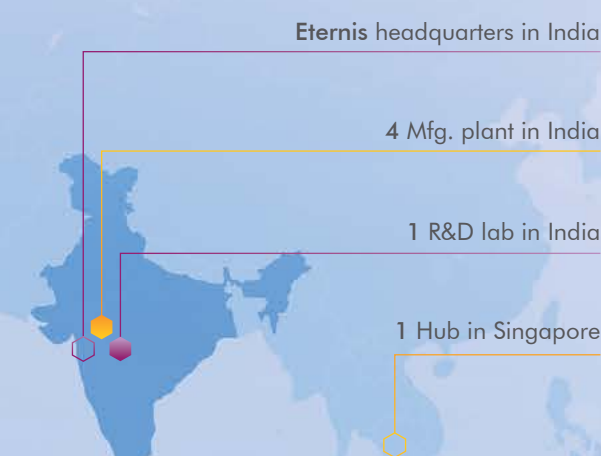 Eternis headquarters in India
4 Mfg. plant in India
1 R&D lab in India
1 Hub in Singapore